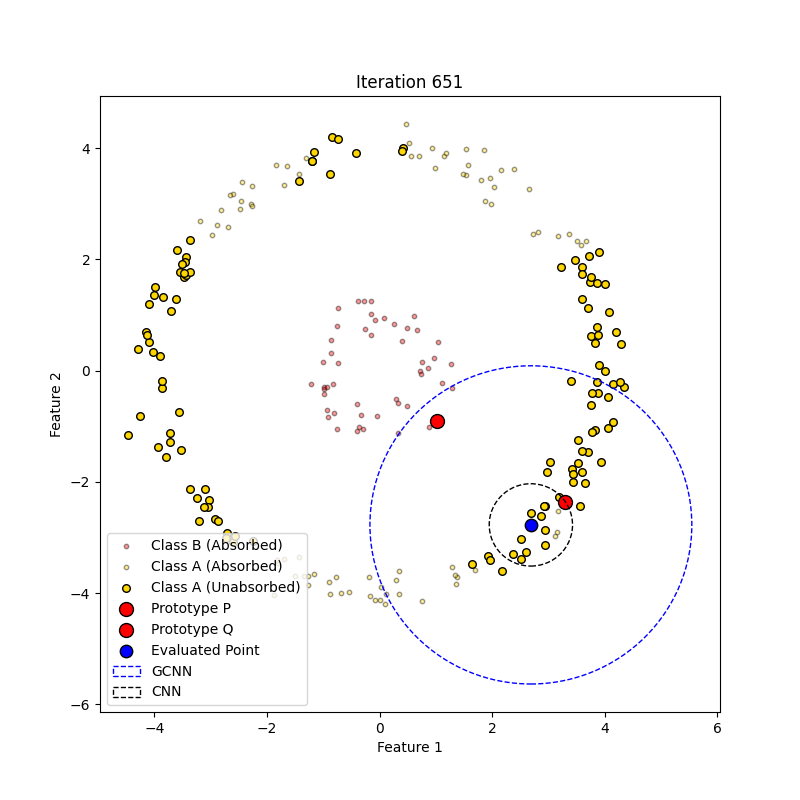 Iteration 651
Feature 2
4
2
0
−2
−4
−6
Class B (Absorbed)
Class A (Absorbed)
Class A (Unabsorbed)
Prototype P
Prototype Q
Evaluated Point
GCNN
CNN
−4
−2
0
2
4
6
Feature 1